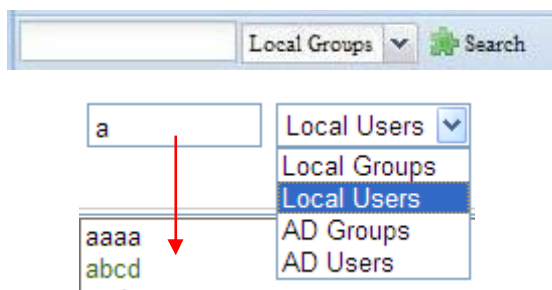 Local Groups Search
a Local Users
Local Groups
Local Users
AD Groups
AD Users
aaaa
abcd